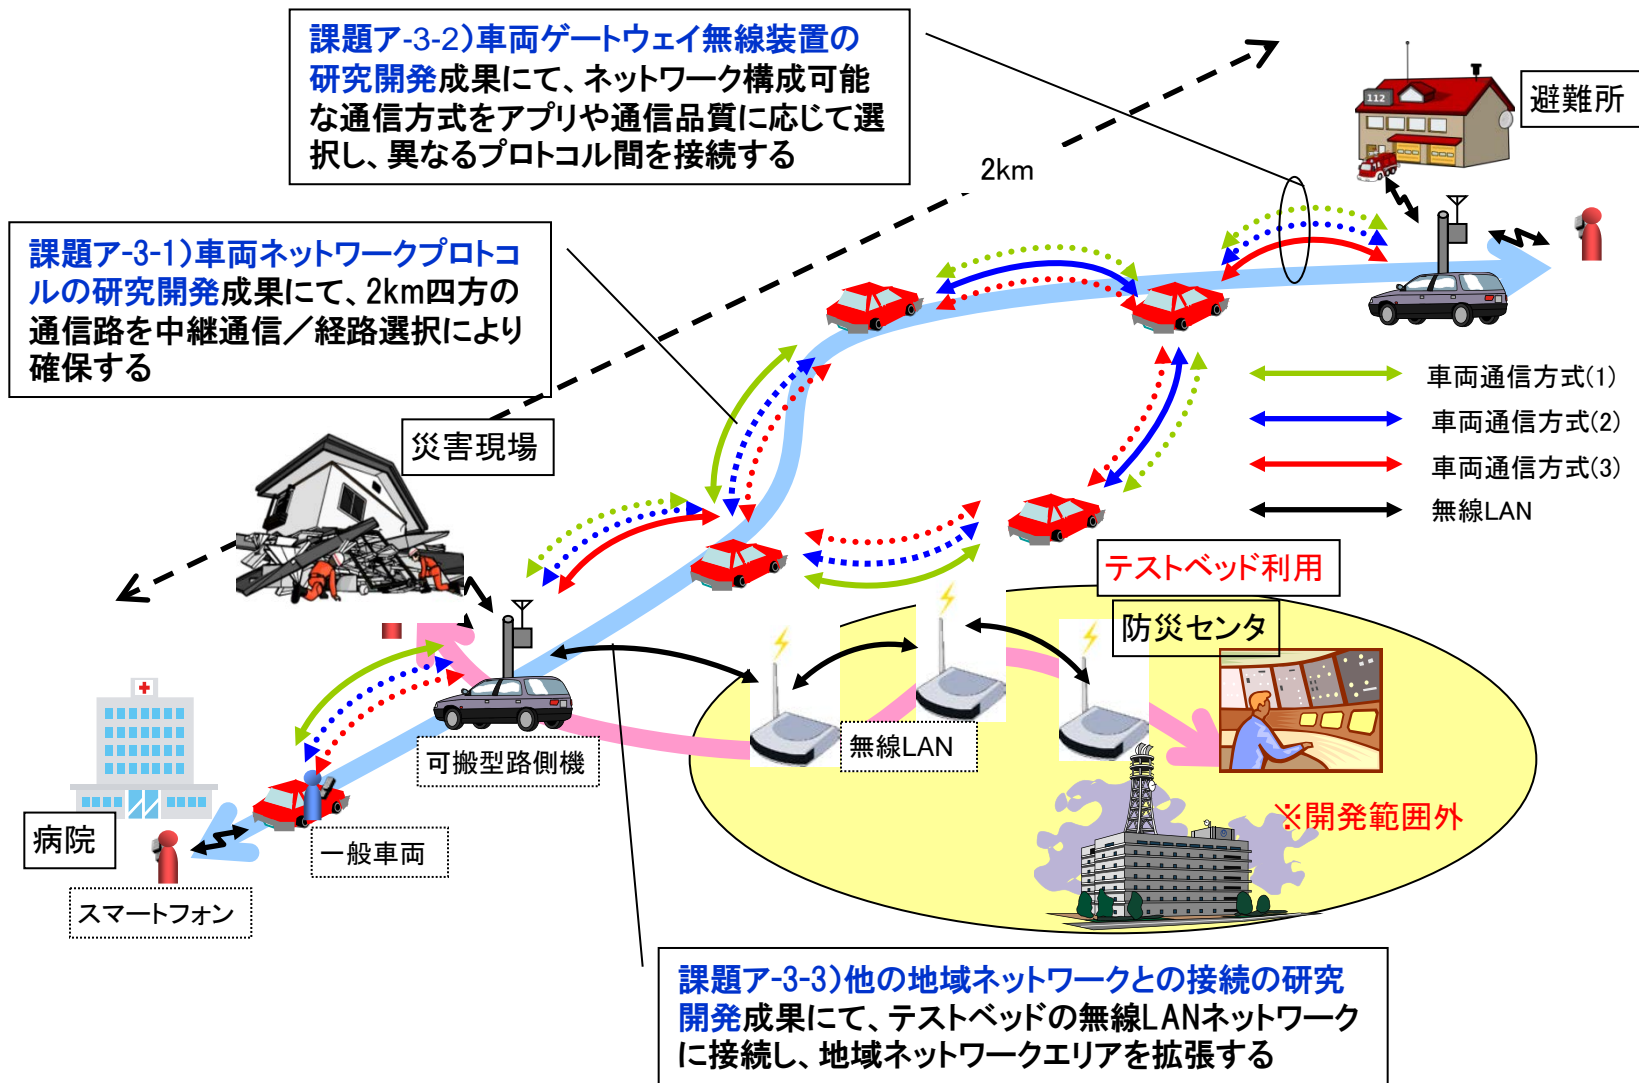 課題ア-3-2)車両ゲートウェイ無線装置の
研究開発成果にて、ネットワーク構成可能
な通信方式をアプリや通信品質に応じて選
択し、異なるプロトコル間を接続する
112
避難所
2km
課題ア-3-1)車両ネットワークプロトコ
ルの研究開発成果にて、2km四方の
通信路を中継通信／経路選択により
確保する
災害現場
車両通信方式(1)
車両通信方式(2)
車両通信方式(3)
無線LAN
テストベッド利用
防災センタ
無線LAN
可搬型路側機
※開発範囲外
病院
一般車両
スマートフォン
課題ア-3-3)他の地域ネットワークとの接続の研究
開発成果にて、テストベッドの無線LANネットワーク
に接続し、地域ネットワークエリアを拡張する